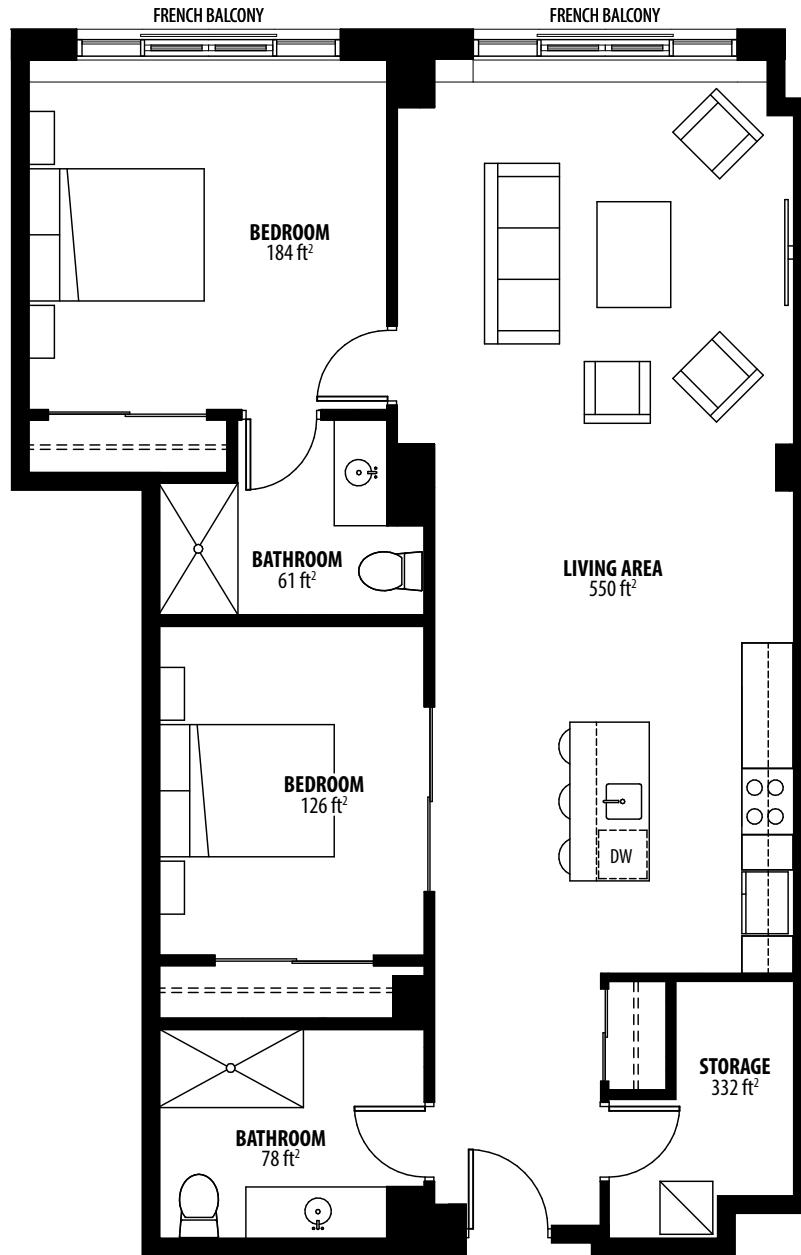 FRENCH BALCONY
FRENCH BALCONY
BEDROOM
184 ft²
BATHROOM
61 ft²
LIVING AREA
550 ft²
BEDROOM
126 ft²
DW
STORAGE
332 ft²
BATHROOM
78 ft²